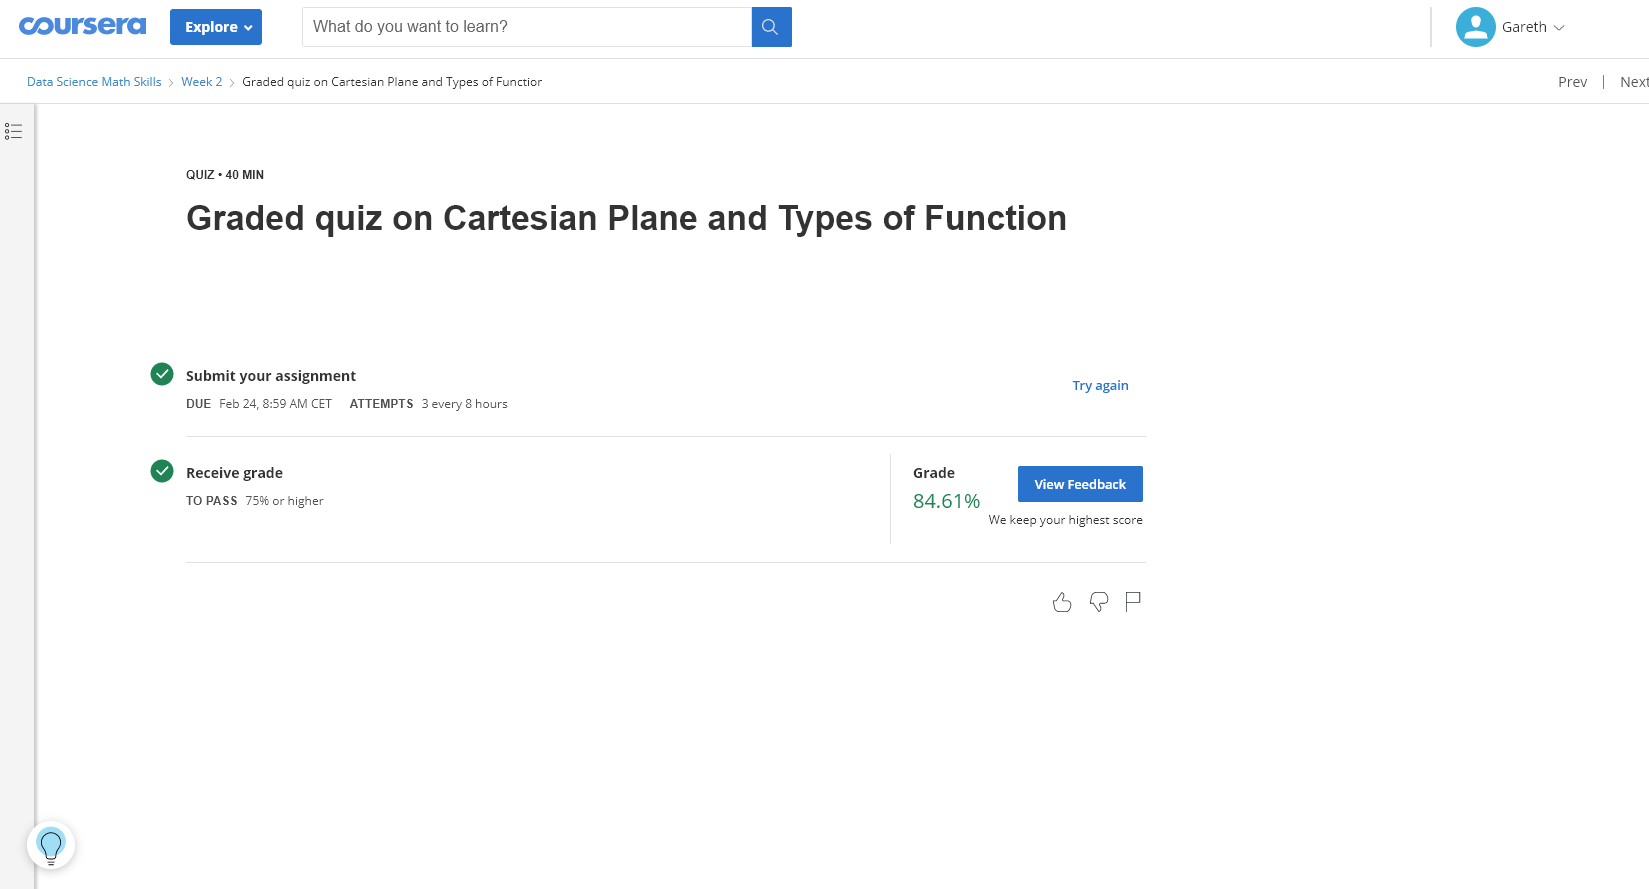 coursera
Explore
What do you want to learn?
Gareth
Data Science Math Skills > Week 2 > Graded quiz on Cartesian Plane and Types of Function
Prev | Next
QUIZ • 40 MIN
Graded quiz on Cartesian Plane and Types of Function
Submit your assignment
DUE Feb 24, 8:59 AM CET ATTEMPTS 3 every 8 hours
Try again
Receive grade
TO PASS 75% or higher
Grade
84.61%
View Feedback
We keep your highest score